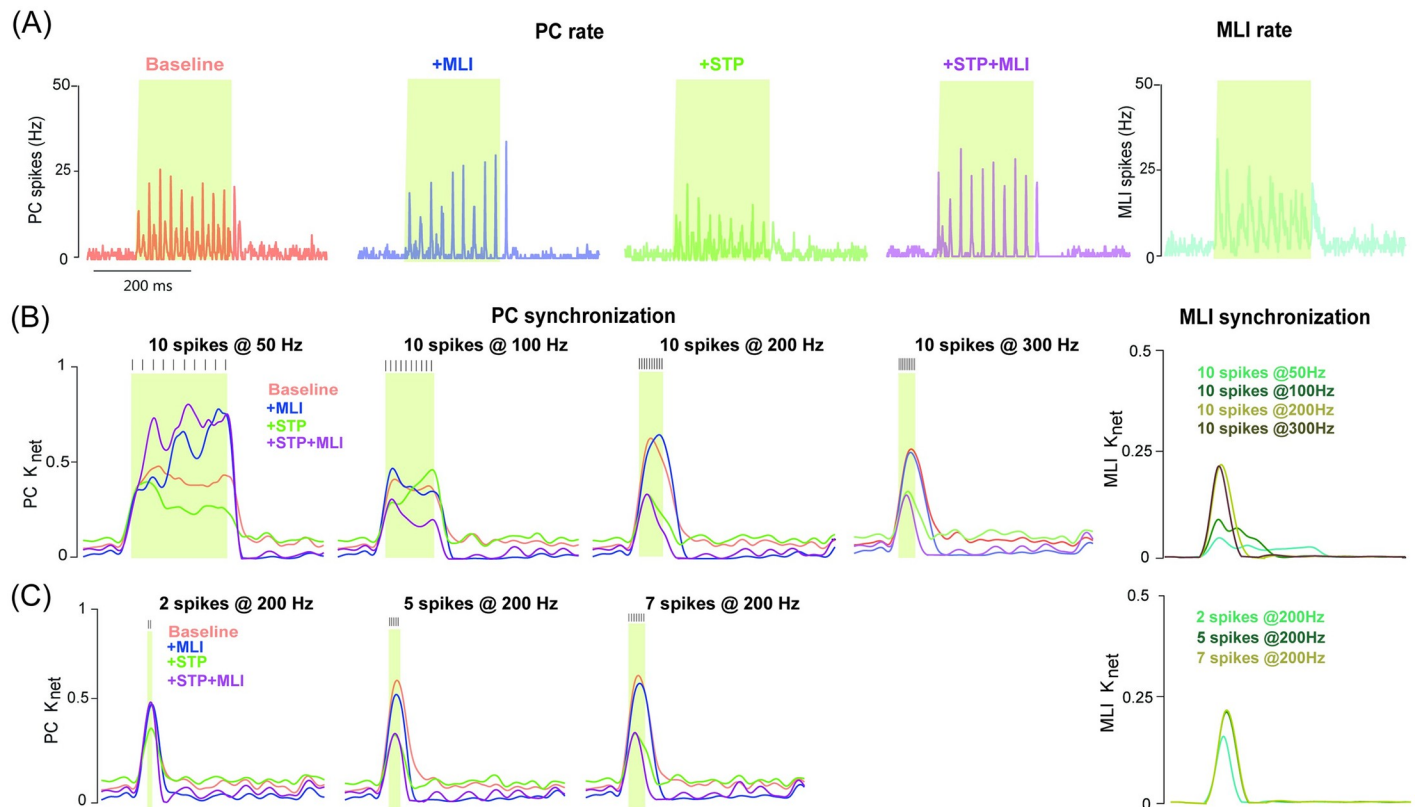 (A)
PC rate
MLI rate
Baseline
+MLI
+STP
+STP+MLI
50
25
0
PC spikes (Hz)
200 ms
50
25
0
MLI spikes (Hz)
(B)
PC synchronization
MLI synchronization
10 spikes @ 50 Hz
10 spikes @ 100 Hz
10 spikes @ 200 Hz
10 spikes @ 300 Hz
1
0.5
0
PC Knet
Baseline
+MLI
+STP
+STP+MLI
0.5
0.25
0
MLI Knet
10 spikes @50Hz
10 spikes @100Hz
10 spikes @200Hz
10 spikes @300Hz
(C)
2 spikes @ 200 Hz
5 spikes @ 200 Hz
7 spikes @ 200 Hz
1
0.5
0
PC Knet
Baseline
+MLI
+STP
+STP+MLI
0.5
0.25
0
MLI Knet
2 spikes @200Hz
5 spikes @200Hz
7 spikes @200Hz